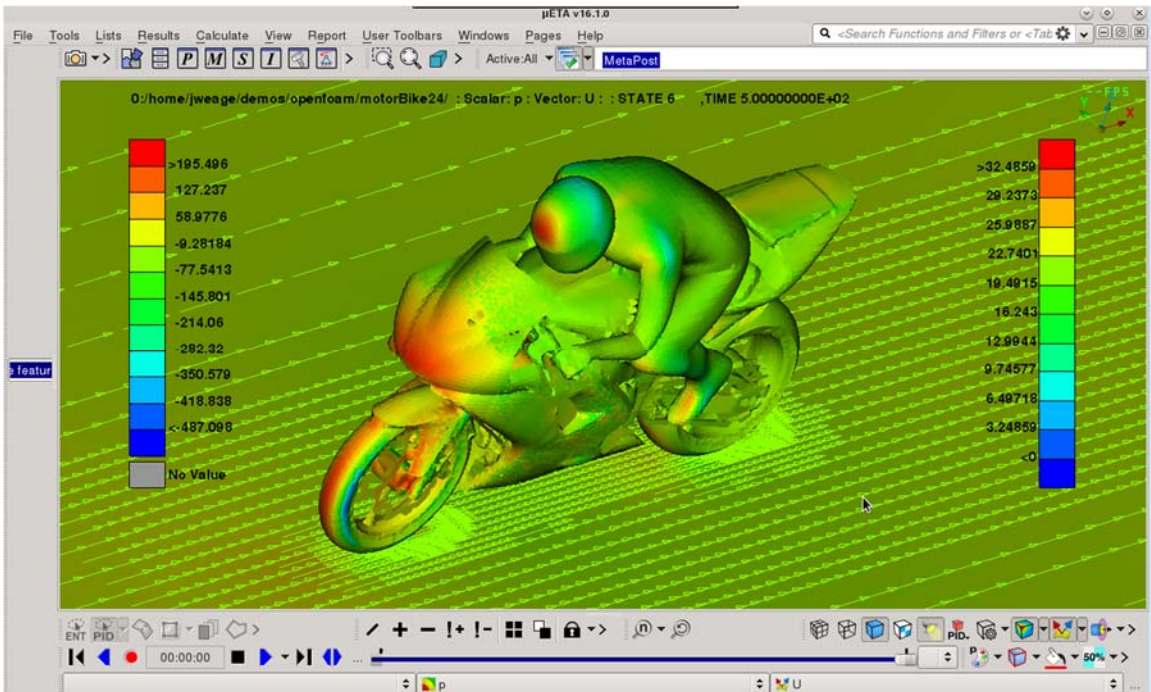 µETA v16.1.0
File Tools Lists Results Calculate View Report User Toolbars Windows Pages Help
<Search Functions and Filters or <Tab
P M S I
Active:All
MetaPost
0:/home/jweage/demos/openfoam/motorBike24/ : Scalar: p : Vector: U : : STATE 6 ,TIME 5.00000000E+02
--FPS
Y
X
>195.496
127.237
58.9776
-9.28184
-77.5413
-145.801
-214.06
-282.32
-350.579
-418.838
<-487.098
No Value
>32.4859
29.2373
25.9887
22.7401
19.4915
16.243
12.9944
9.74577
6.49718
3.24859
<0
e featur
ENT PID
!+ !-
n
PID.
00:00:00
...
P
50%
p
U
...